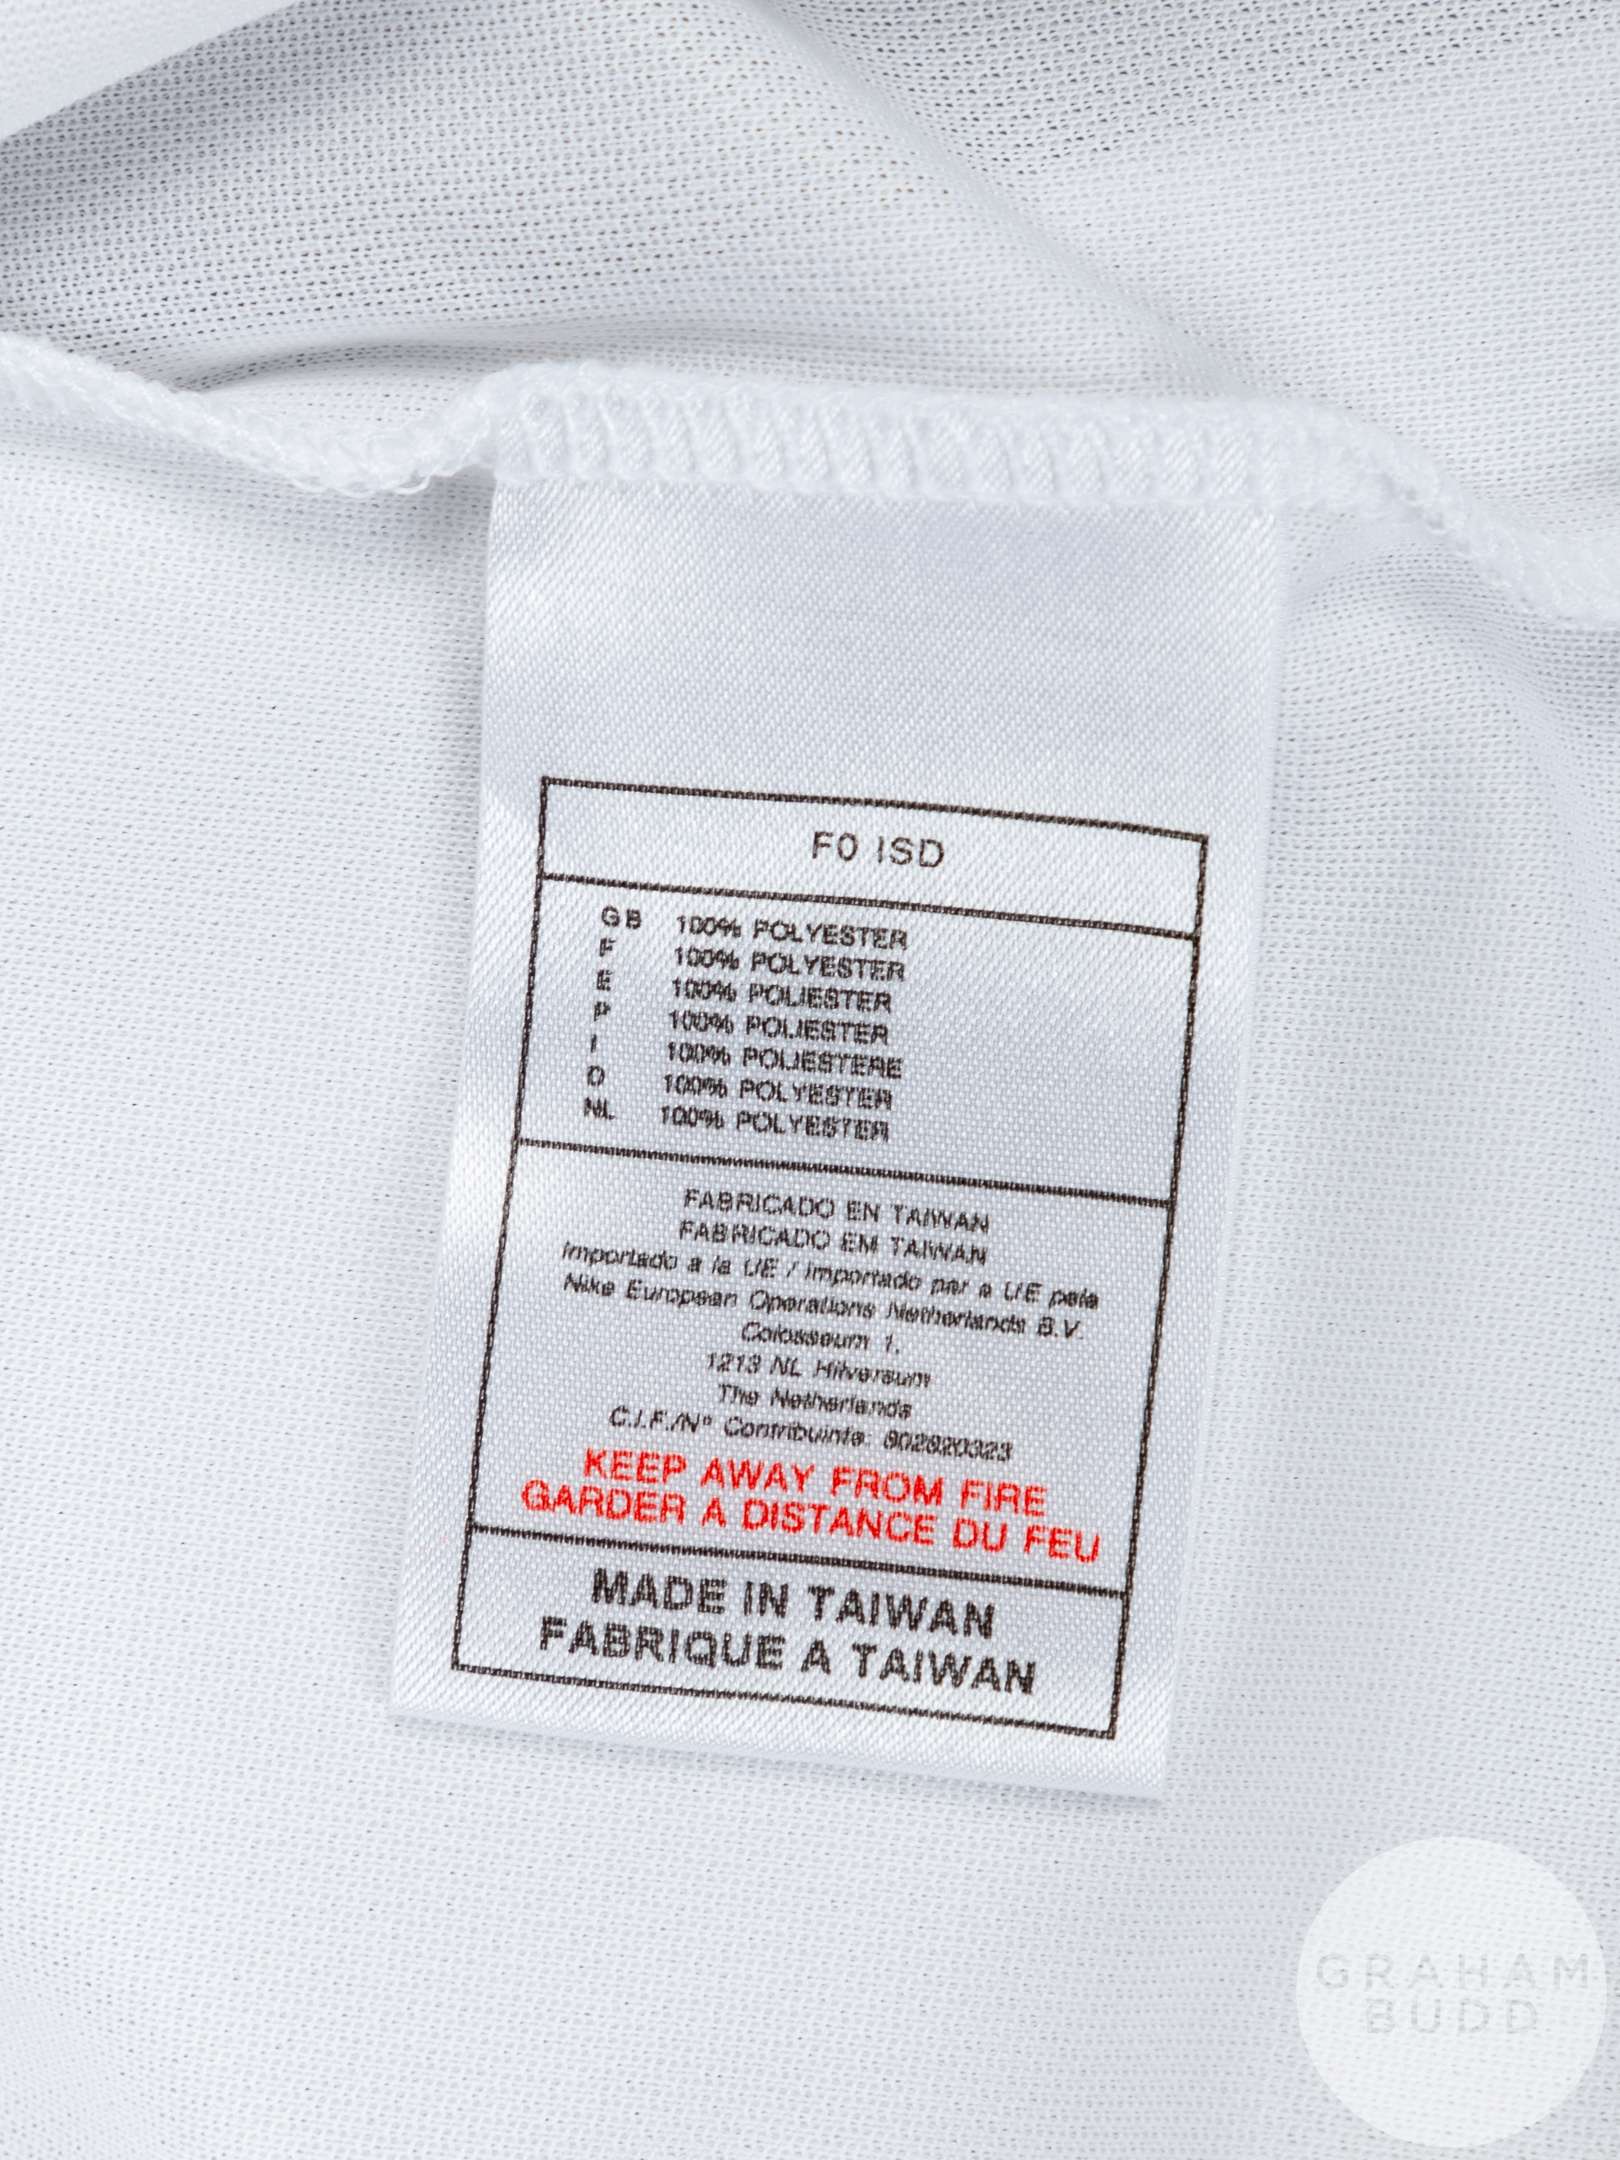 F0 ISD
GB 100% POLYESTER
F 100% POLYESTER
E 100% POLIESTER
P 100% POLIESTER
I 100% POLIESTERE
D 100% POLYESTER
NL 100% POLYESTER
FABRICADO EN TAIWAN
FABRICADO EM TAIWAN
Importado a la UE / Importado par a UE pela
Nike European Operations Netherlands B.V.
Colosseum 1,
1213 NL Hilversum
The Netherlands
C.I.F./Nº Contribuinte: 802820323
KEEP AWAY FROM FIRE
GARDER A DISTANCE DU FEU
MADE IN TAIWAN
FABRIQUE A TAIWAN
GRAHAM
BUDD